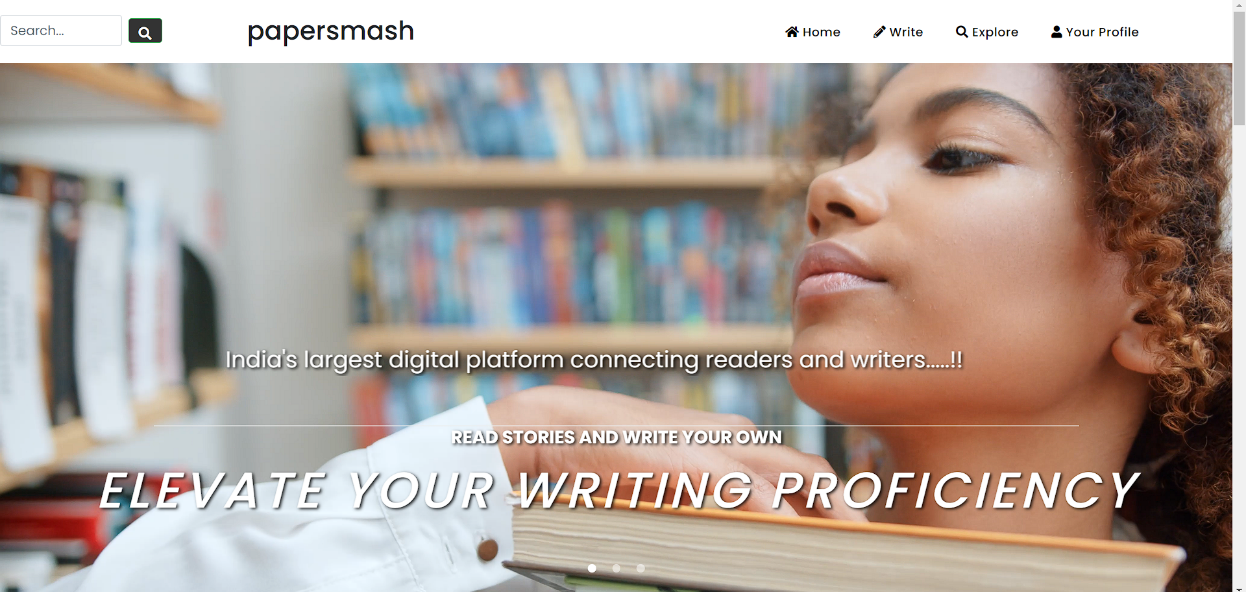 Search...
papersmash
Home
Write
Explore
Your Profile
India's largest digital platform connecting readers and writers.....!!
READ STORIES AND WRITE YOUR OWN
ELEVATE YOUR WRITING PROFICIENCY